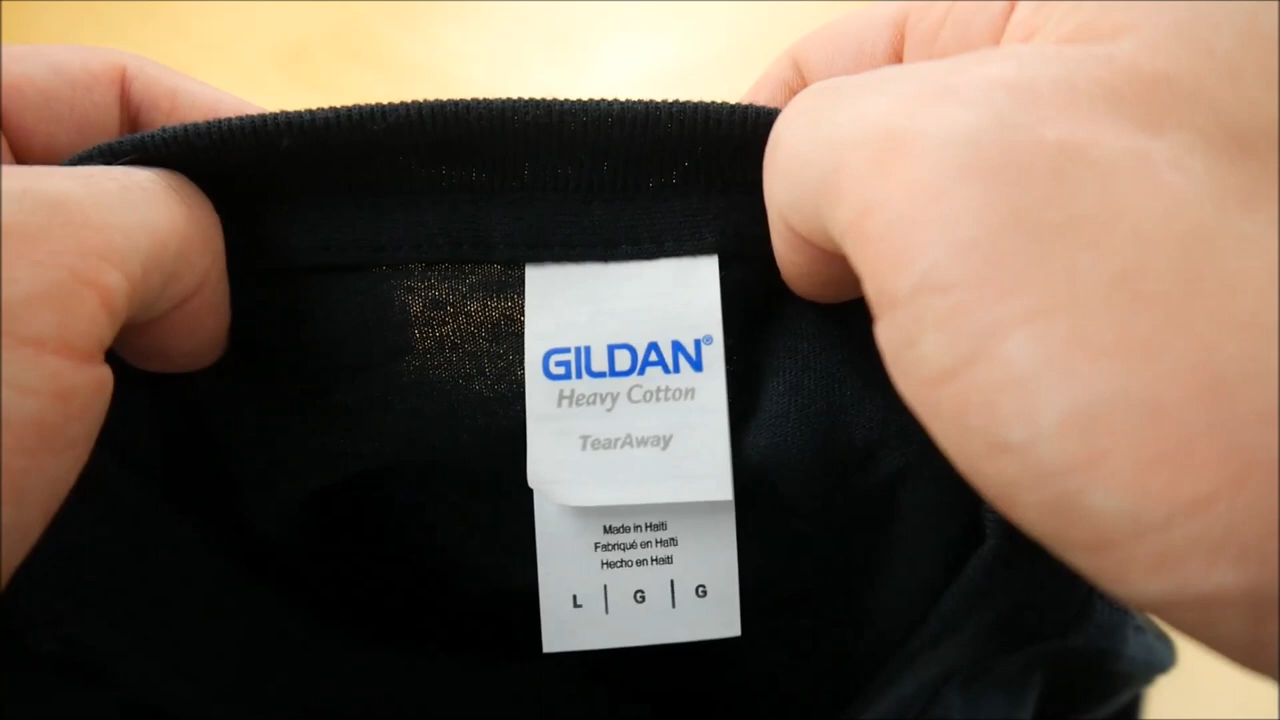 GILDAN®
Heavy Cotton
TearAway
Made in Haiti
Fabriqué en Haïti
Hecho en Haití
L | G | G